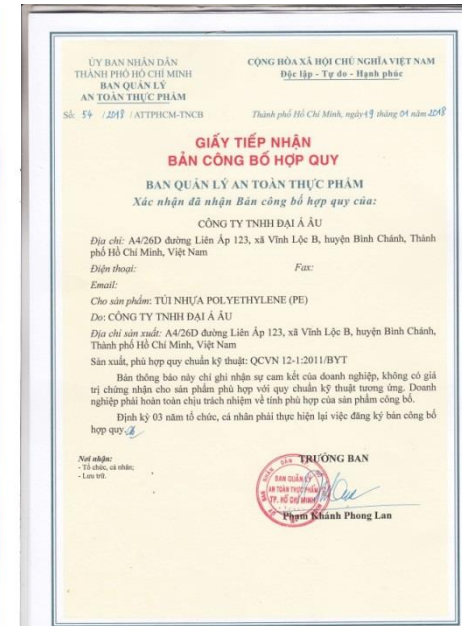 ỦY BAN NHÂN DÂN
THÀNH PHỐ HỒ CHÍ MINH
BAN QUẢN LÝ
AN TOÀN THỰC PHẨM
Số: 54 /2018 / ATTPHCM-TNCB
CỘNG HÒA XÃ HỘI CHỦ NGHĨA VIỆT NAM
Độc lập - Tự do - Hạnh phúc
Thành phố Hồ Chí Minh, ngày 19 tháng 01 năm 2018
GIẤY TIẾP NHẬN
BẢN CÔNG BỐ HỢP QUY
BAN QUẢN LÝ AN TOÀN THỰC PHẨM
Xác nhận đã nhận Bản công bố hợp quy của:
CÔNG TY TNHH ĐẠI Á ÂU
Địa chỉ: A4/26D đường Liên Ấp 123, xã Vĩnh Lộc B, huyện Bình Chánh, Thành
phố Hồ Chí Minh, Việt Nam
Điện thoại: Fax:
Email:
Cho sản phẩm: TÚI NHỰA POLYETHYLENE (PE)
Do: CÔNG TY TNHH ĐẠI Á ÂU
Địa chỉ sản xuất: A4/26D đường Liên Ấp 123, xã Vĩnh Lộc B, huyện Bình Chánh,
Thành phố Hồ Chí Minh, Việt Nam
Sản xuất, phù hợp quy chuẩn kỹ thuật: QCVN 12-1:2011/BYT
Bản thông báo này chỉ ghi nhận sự cam kết của doanh nghiệp, không có giá
trị chứng nhận cho sản phẩm phù hợp với quy chuẩn kỹ thuật tương ứng. Doanh
nghiệp phải hoàn toàn chịu trách nhiệm về tính phù hợp của sản phẩm công bố.
Định kỳ 03 năm tổ chức, cá nhân phải thực hiện lại việc đăng ký bản công bố
hợp quy.
Nơi nhận:
- Tổ chức, cá nhân;
- Lưu trữ.
TRƯỞNG BAN
BAN QUẢN LÝ
AN TOÀN THỰC PHẨM
TP. HỒ CHÍ MINH
Phạm Khánh Phong Lan